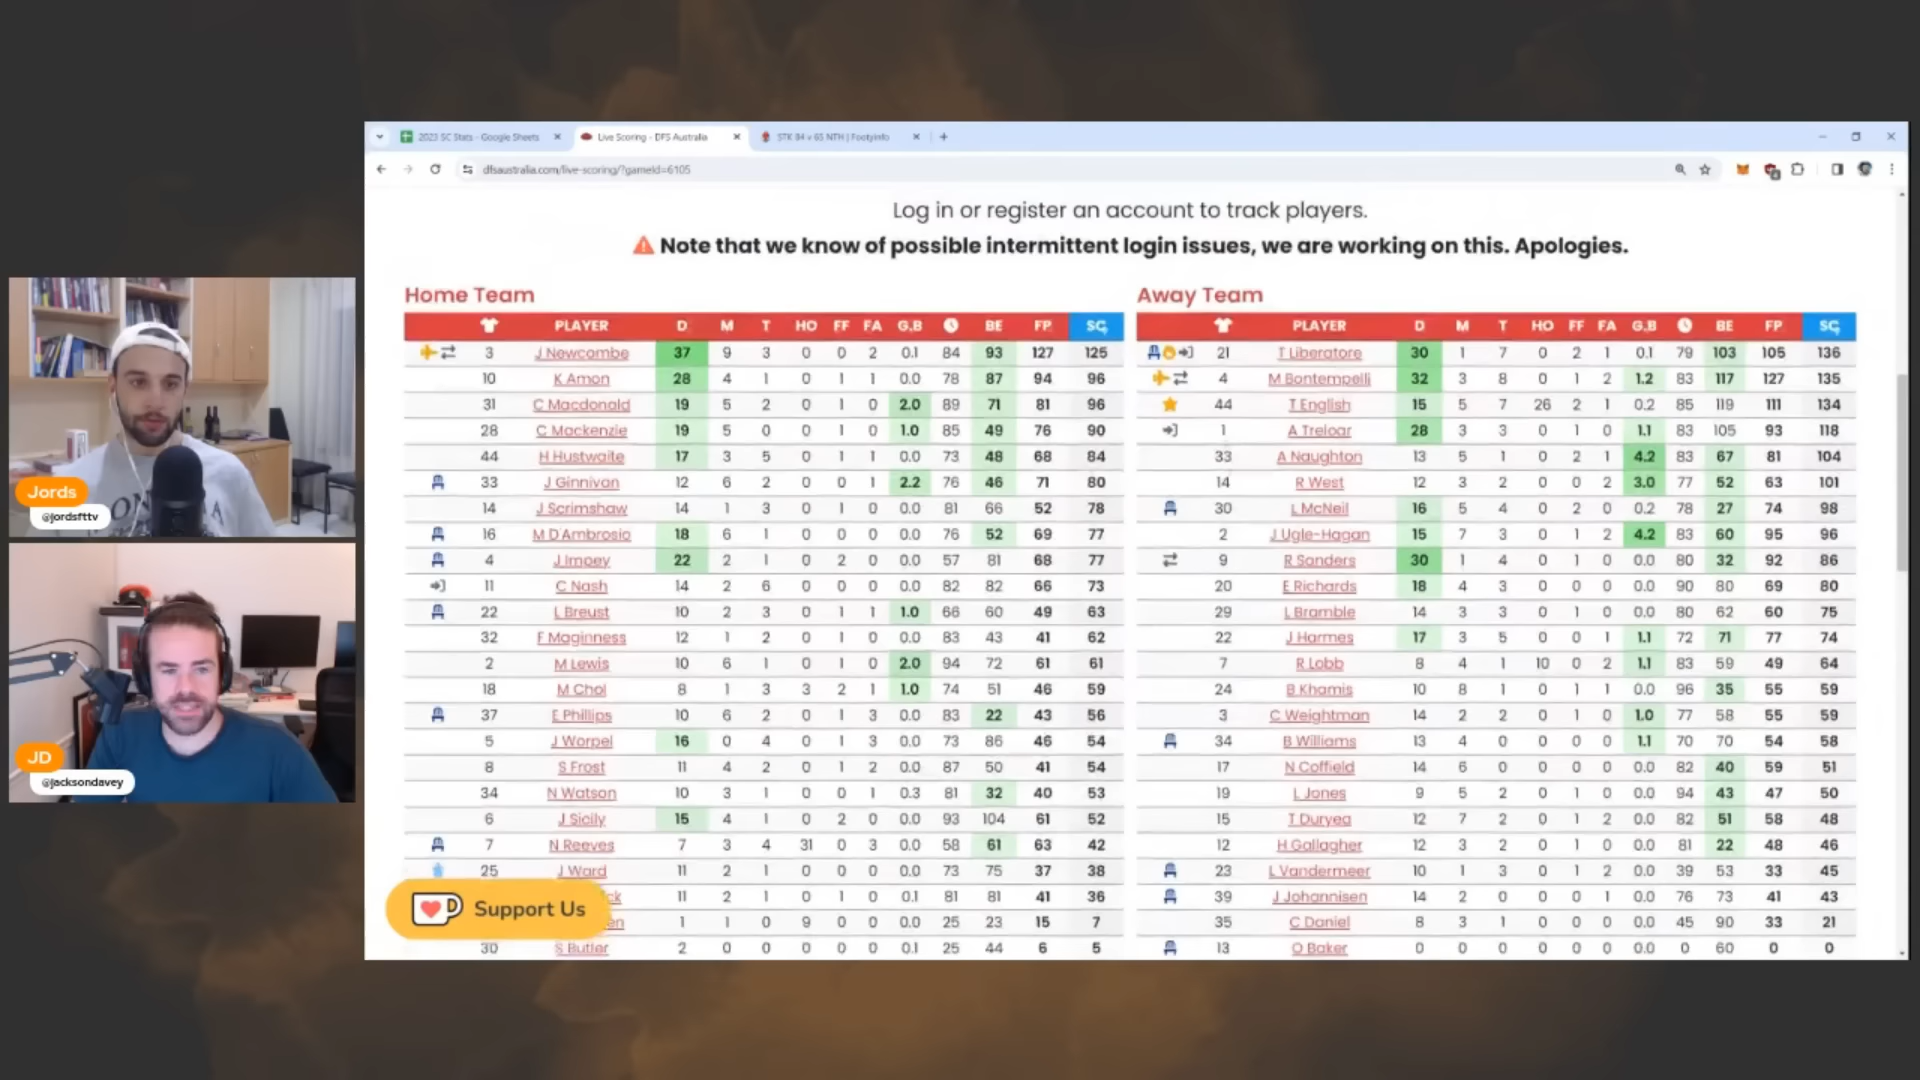 2023 SC Stats - Google Sheets
Live Scoring - DFS Australia
STK 84 v 65 NTH | FootyInfo
dfsaustralia.com/live-scoring/?gameId=6105
Log in or register an account to track players.
Note that we know of possible intermittent login issues, we are working on this. Apologies.
Home Team
PLAYER D M T HO FF FA G.B BE FP SC
3 J Newcombe 37 9 3 0 0 2 0.1 84 93 127 125
10 K Amon 28 4 1 0 1 1 0.0 78 87 94 96
31 C Macdonald 19 5 2 0 1 0 2.0 89 71 81 96
28 C Mackenzie 19 5 0 0 1 0 1.0 85 49 76 90
44 H Hustwaite 17 3 5 0 1 1 0.0 73 48 68 84
33 J Ginnivan 12 6 2 0 0 1 2.2 76 46 71 80
14 J Scrimshaw 14 1 3 0 1 0 0.0 81 66 52 78
16 M D'Ambrosio 18 6 1 0 0 0 0.0 76 52 69 77
4 J Impey 22 2 1 0 2 0 0.0 57 81 68 77
11 C Nash 14 2 6 0 0 0 0.0 82 82 66 73
22 L Breust 10 2 3 0 1 1 1.0 66 60 49 63
32 F Maginness 12 1 2 0 1 0 0.0 83 43 41 62
2 M Lewis 10 6 1 0 1 0 2.0 94 72 61 61
18 M Chol 8 1 3 3 2 1 1.0 74 51 46 59
37 E Phillips 10 6 2 0 1 3 0.0 83 22 43 56
5 J Worpel 16 0 4 0 1 3 0.0 73 86 46 54
8 S Frost 11 4 2 0 1 2 0.0 87 50 41 54
34 N Watson 10 3 1 0 0 1 0.3 81 32 40 53
6 J Sicily 15 4 1 0 2 0 0.0 93 104 61 52
7 N Reeves 7 3 4 31 0 3 0.0 58 61 63 42
25 J Ward 11 2 1 0 0 0 0.0 73 75 37 38
ck 11 2 1 0 1 0 0.1 81 81 41 36
en 1 1 0 9 0 0 0.0 25 23 15 7
30 S Butler 2 0 0 0 0 0 0.1 25 44 6 5
Away Team
PLAYER D M T HO FF FA G.B BE FP SC
21 T Liberatore 30 1 7 0 2 1 0.1 79 103 105 136
4 M Bontempelli 32 3 8 0 1 2 1.2 83 117 127 135
44 T English 15 5 7 26 2 1 0.2 85 119 111 134
1 A Treloar 28 3 3 0 1 0 1.1 83 105 93 118
33 A Naughton 13 5 1 0 2 1 4.2 83 67 81 104
14 R West 12 3 2 0 0 2 3.0 77 52 63 101
30 L McNeil 16 5 4 0 2 0 0.2 78 27 74 98
2 J Ugle-Hagan 15 7 3 0 1 2 4.2 83 60 95 96
9 R Sanders 30 1 4 0 1 0 0.0 80 32 92 86
20 E Richards 18 4 3 0 0 0 0.0 90 80 69 80
29 L Bramble 14 3 3 0 1 0 0.0 80 62 60 75
22 J Harmes 17 3 5 0 0 1 1.1 72 71 77 74
7 R Lobb 8 4 1 10 0 2 1.1 83 59 49 64
24 B Khamis 10 8 1 0 1 1 0.0 96 35 55 59
3 C Weightman 14 2 2 0 1 0 1.0 77 58 55 59
34 B Williams 13 4 0 0 0 0 1.1 70 70 54 58
17 N Coffield 14 6 0 0 0 0 0.0 82 40 59 51
19 L Jones 9 5 2 0 1 0 0.0 94 43 47 50
15 T Duryea 12 7 2 0 1 2 0.0 82 51 58 48
12 H Gallagher 12 3 2 0 1 0 0.0 81 22 48 46
23 L Vandermeer 10 1 3 0 1 2 0.0 39 53 33 45
39 J Johannisen 14 2 0 0 0 1 0.0 76 73 41 43
35 C Daniel 8 3 1 0 0 0 0.0 45 90 33 21
13 O Baker 0 0 0 0 0 0 0.0 0 60 0 0
Support Us
Jords
@jordsfttv
JD
@jacksondavey